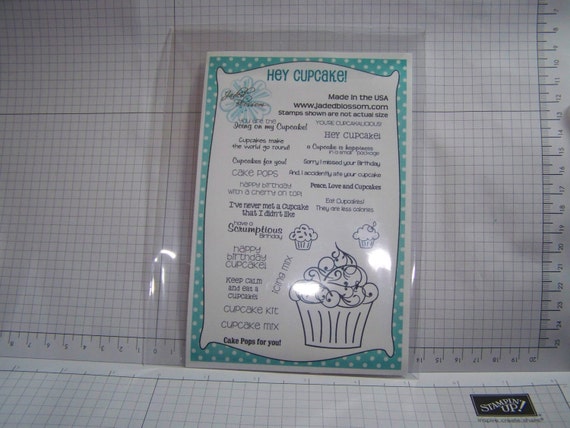 HEY CUPCAKE!
Jaded Blossom
Made in the USA
www.jadedblossom.com
Stamps shown are not actual size
You are the
Icing on my Cupcake!
YOU'RE CUPCAKALICIOUS!
Hey Cupcake!
Cupcakes make
the world go round!
a Cupcake is happiness
in a small package
Cupcakes for you!
Sorry I missed your Birthday
CAKE POPS
And, I accidently ate your cupcake
happy birthday
with a cherry on top!
Peace, Love and Cupcakes
I've never met a Cupcake
that I didn't like
Eat Cupcakes!
They are less calories
have a
Scrumptious
Birthday
happy
birthday
cupcake!
Icing mix
Keep calm
and eat a
cupcake!
cupcake kit
cupcake mix
Cake Pops for you!
STAMPIN' UP!